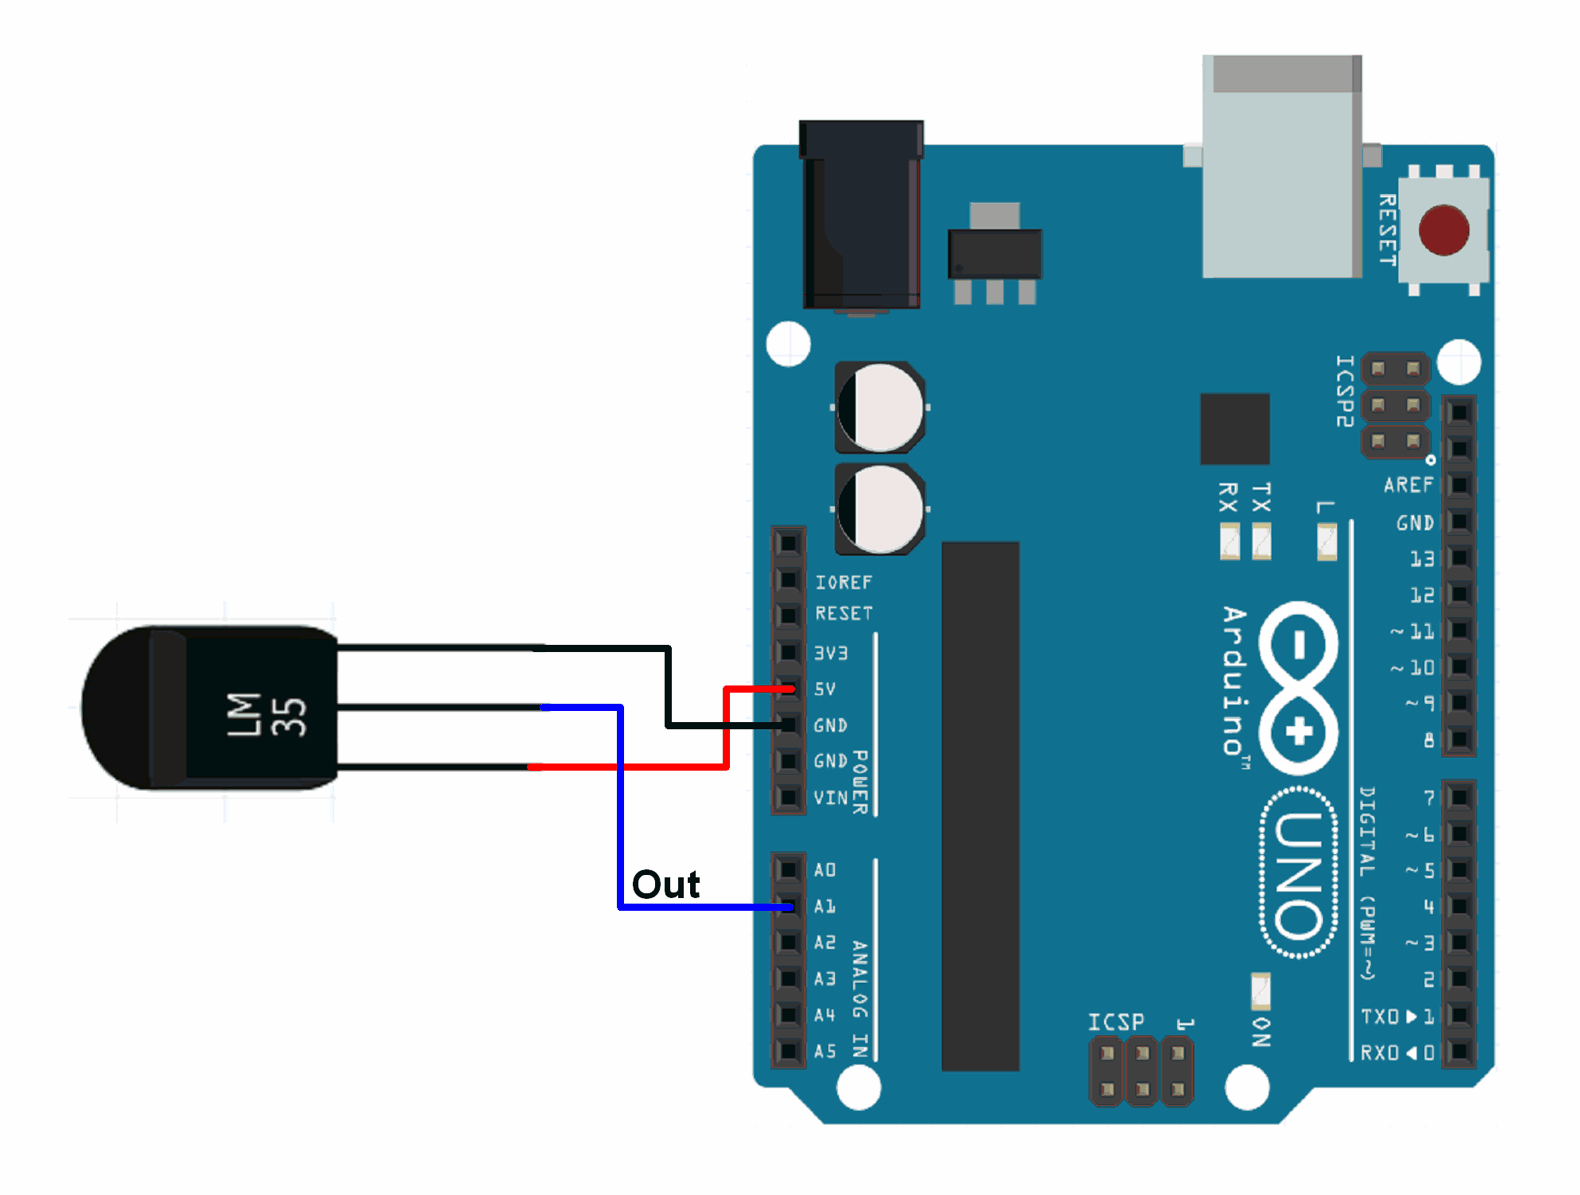 LM
35
Out
IOREF
RESET
3V3
5V
GND
GND
VIN
POWER
A0
A1
A2
A3
A4
A5
ANALOG IN
RESET
ICSP2
RX
TX
L
AREF
GND
13
12
~11
~10
~9
8
Arduino™
UNO
7
~6
~5
4
~3
2
TX0▶1
RX0◀0
DIGITAL (PWM=~)
ON
ICSP
1